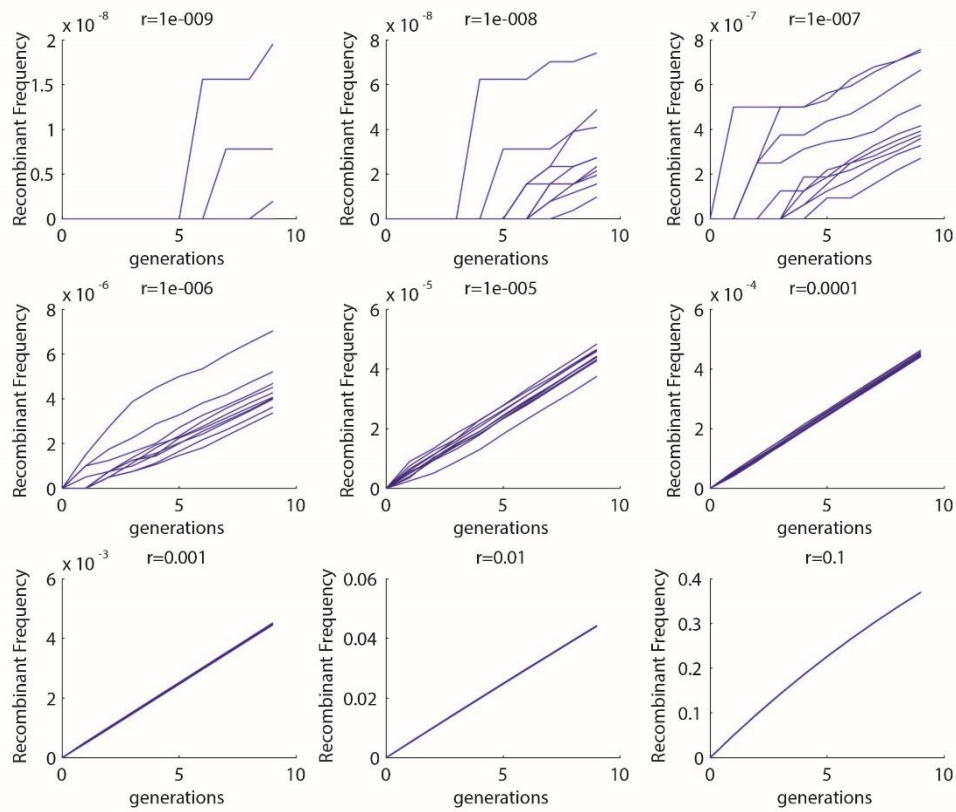 x 10 -8 r=1e-009
2
1.5
1
0.5
0
0 5 10
Recombinant Frequency
generations
x 10 -8 r=1e-008
8
6
4
2
0
0 5 10
Recombinant Frequency
generations
x 10 -7 r=1e-007
8
6
4
2
0
0 5 10
Recombinant Frequency
generations
x 10 -6 r=1e-006
8
6
4
2
0
0 5 10
Recombinant Frequency
generations
x 10 -5 r=1e-005
6
4
2
0
0 5 10
Recombinant Frequency
generations
x 10 -4 r=0.0001
6
4
2
0
0 5 10
Recombinant Frequency
generations
x 10 -3 r=0.001
6
4
2
0
0 5 10
Recombinant Frequency
generations
r=0.01
0.06
0.04
0.02
0
0 5 10
Recombinant Frequency
generations
r=0.1
0.4
0.3
0.2
0.1
0
0 5 10
Recombinant Frequency
generations